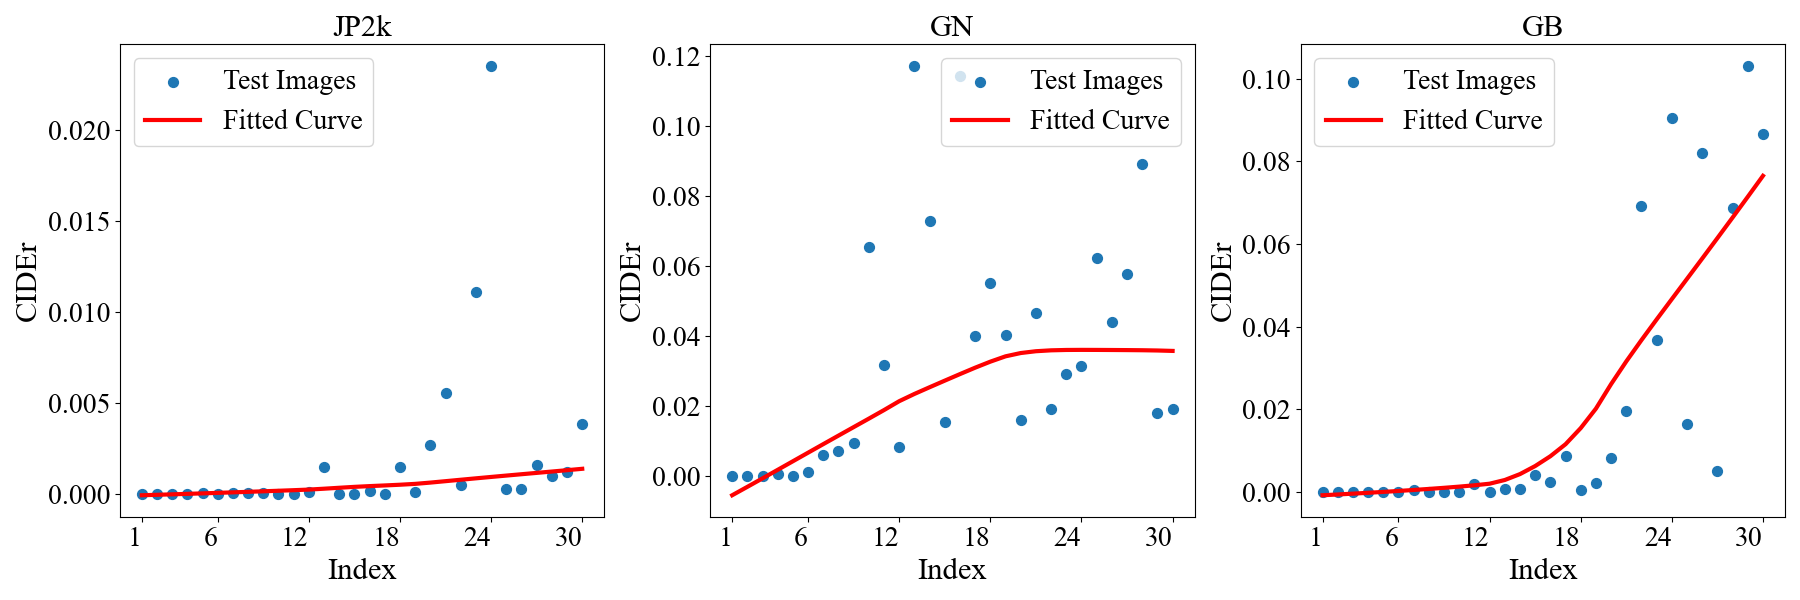 JP2k
Test Images
Fitted Curve
0.020
0.015
0.010
0.005
0.000
CIDEr
1 6 12 18 24 30
Index
GN
Test Images
Fitted Curve
0.12
0.10
0.08
0.06
0.04
0.02
0.00
CIDEr
1 6 12 18 24 30
Index
GB
Test Images
Fitted Curve
0.10
0.08
0.06
0.04
0.02
0.00
CIDEr
1 6 12 18 24 30
Index